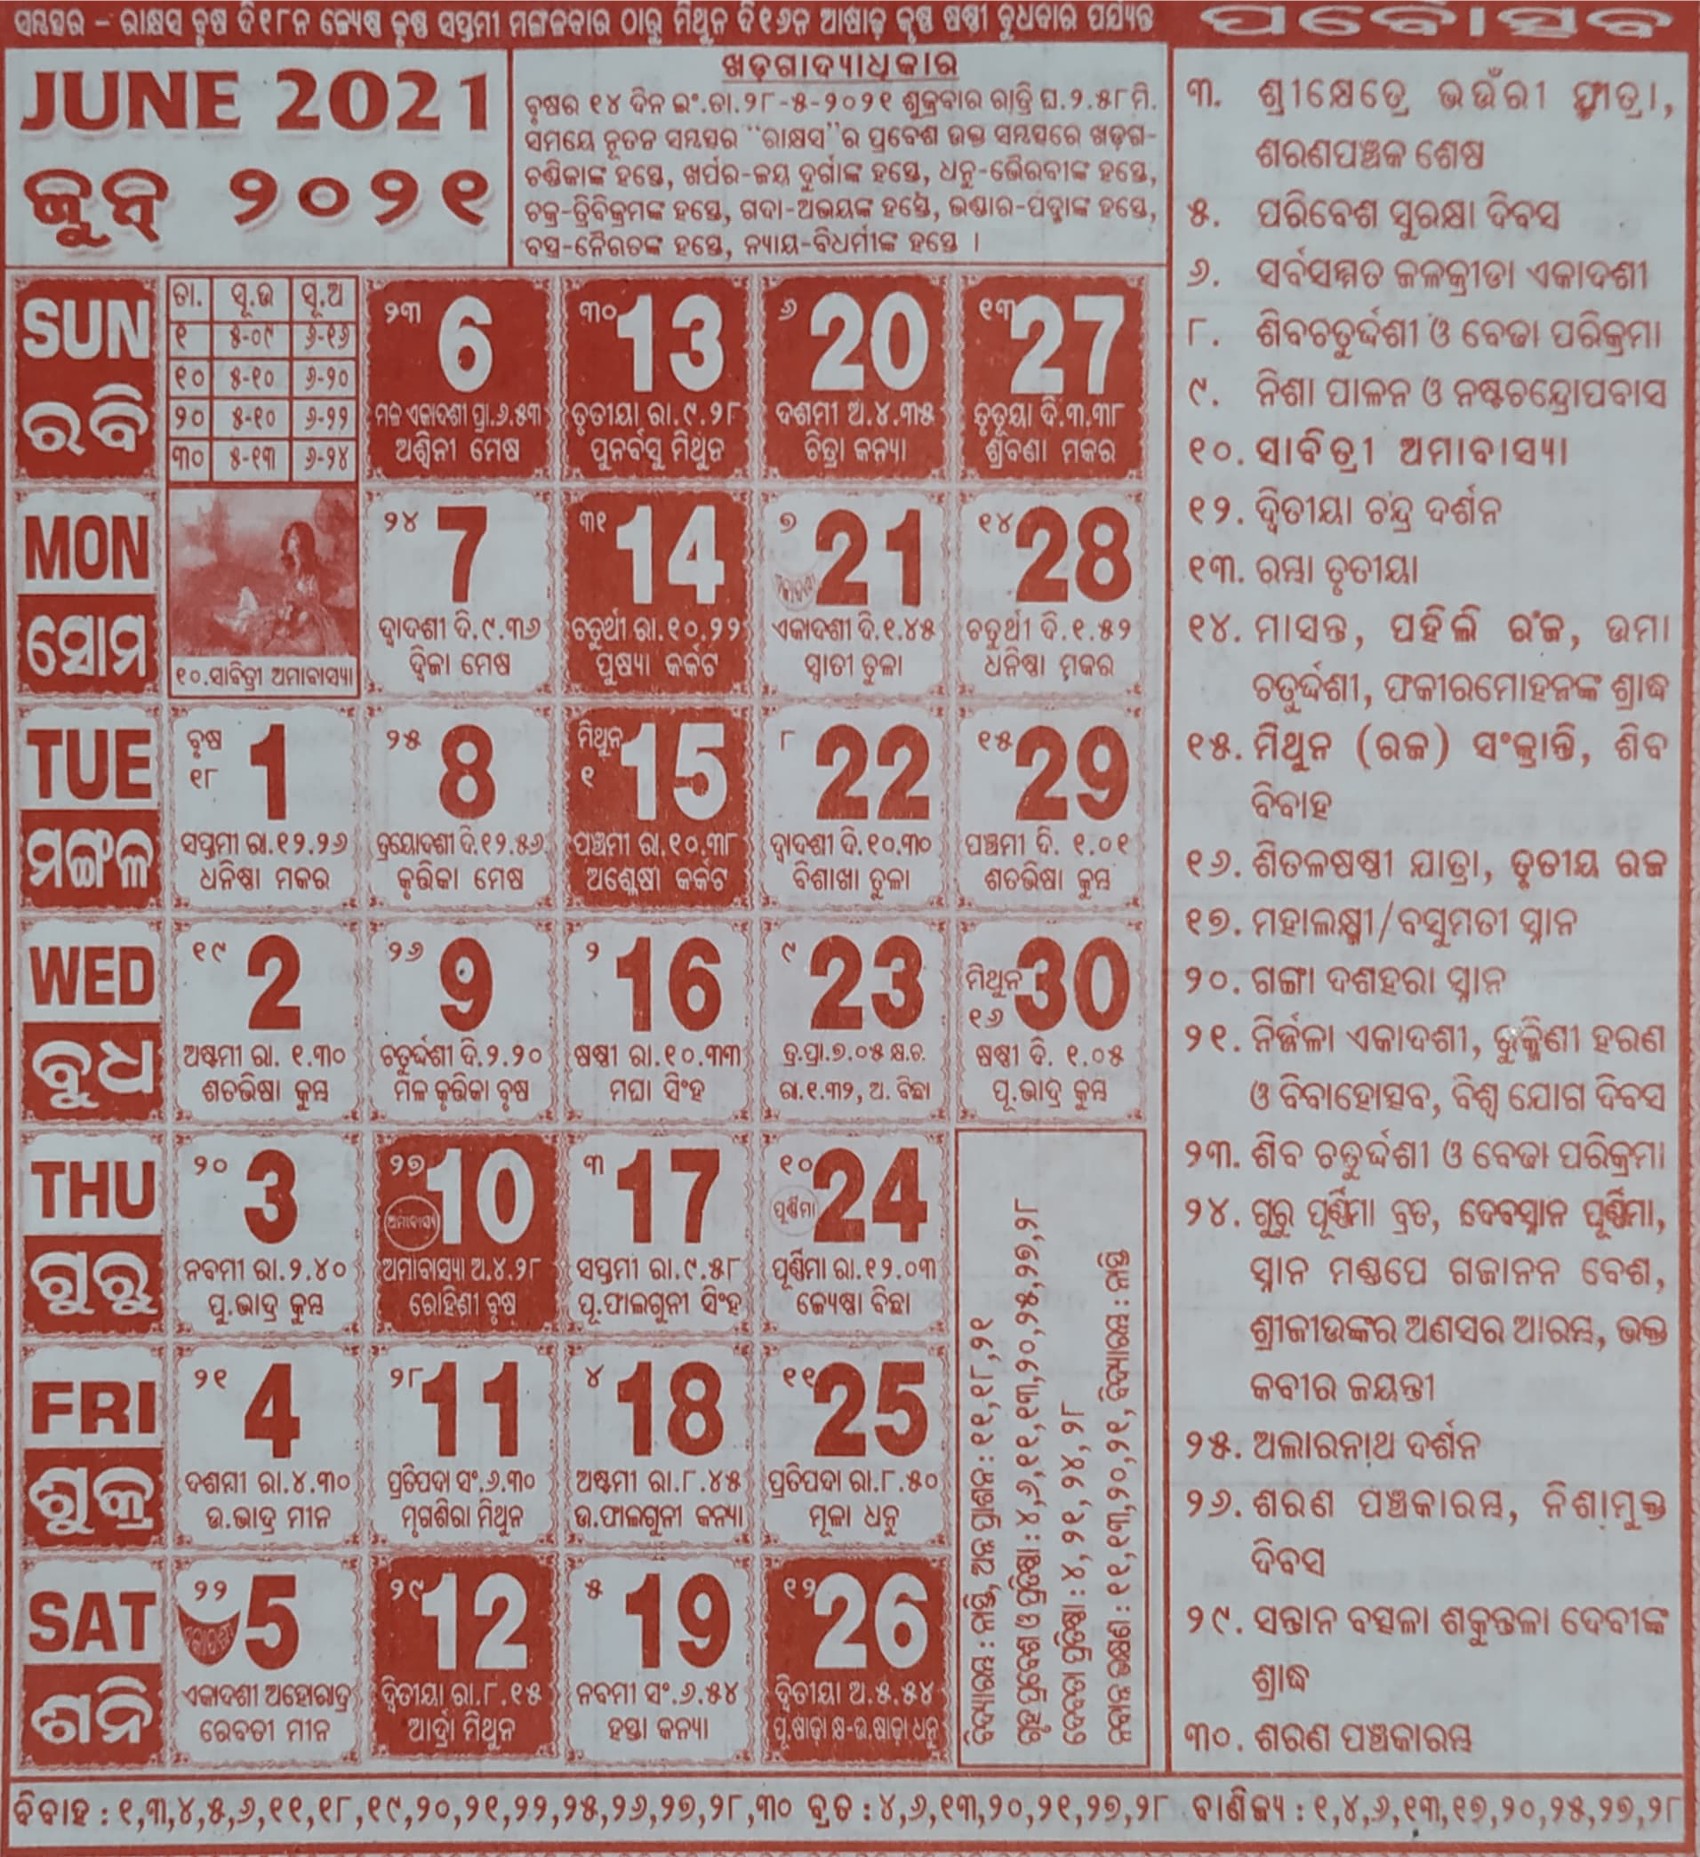 ସମ୍ବତ୍ସର - ରାକ୍ଷସ ବୃଷ ଦି୧୮ନ ଜ୍ୟେଷ୍ଠ କୃଷ୍ଣ ସପ୍ତମୀ ମଙ୍ଗଳବାର ଠାରୁ ମିଥୁନ ଦି୧୬ନ ଆଷାଢ଼ କୃଷ୍ଣ ଷଷ୍ଠୀ ବୁଧବାର ପର୍ଯ୍ୟନ୍ତ
JUNE 2021
ଜୁନ୍ ୨୦୨୧
ଖଡ଼ଗାଦ୍ୟାଧିକାର
ବୃଷର ୧୪ ଦିନ ଇଂ.ତା.୨୮-୫-୨୦୨୧ ଶୁକ୍ରବାର ରାତ୍ରି ଘ.୨.୫୮ମି.
ସମୟେ ନୂତନ ସମ୍ବତ୍ସର "ରାକ୍ଷସ"ର ପ୍ରବେଶ ଉକ୍ତ ସମ୍ବତ୍ସରେ ଖଡ଼ଗ-
ଚଣ୍ଡିକାଙ୍କ ହସ୍ତେ, ଖର୍ପର-ଜୟ ଦୁର୍ଗାଙ୍କ ହସ୍ତେ, ଧନୁ-ଭୈରବୀଙ୍କ ହସ୍ତେ,
ଚକ୍ର-ତ୍ରିବିକ୍ରମଙ୍କ ହସ୍ତେ, ଗଦା-ଅଭୟଙ୍କ ହସ୍ତେ, ଭଣ୍ଡାର-ପଦ୍ମାଙ୍କ ହସ୍ତେ,
ବସ୍ତ୍ର-ନୈରତଙ୍କ ହସ୍ତେ, ନ୍ୟାୟ-ବିଧର୍ମୀଙ୍କ ହସ୍ତେ ।
SUN
ରବି
ତା. ସୂ.ଉ ସୂ.ଅ
୧ ୫-୦୯ ୬-୧୬
୧୦ ୫-୧୦ ୬-୨୦
୨୦ ୫-୧୦ ୬-୨୨
୩୦ ୫-୧୩ ୬-୨୪
୨୩ 6
ମଳ ଏକାଦଶୀ ପ୍ରା.୬.୫୩
ଅଶ୍ୱିନୀ ମେଷ
୩୦ 13
ତୃତୀୟା ରା.୯.୨୮
ପୁନର୍ବସୁ ମିଥୁନ
୬ 20
ଦଶମୀ ଅ.୪.୩୫
ଚିତ୍ରା କନ୍ୟା
୧୩ 27
ତୃତୀୟା ଦି.୩.୩୮
ଶ୍ରବଣା ମକର
MON
ସୋମ
୧୦.ସାବିତ୍ରୀ ଅମାବାସ୍ୟା
୨୪ 7
ଦ୍ୱାଦଶୀ ଦି.୯.୩୬
ଦ୍ୱିଜା ମେଷ
୩୧ 14
ଚତୁର୍ଥୀ ରା.୧୦.୨୨
ପୁଷ୍ୟା କର୍କଟ
୭ 21
ଏକାଦଶୀ ଦି.୧.୪୫
ସ୍ୱାତୀ ତୁଳା
୧୪ 28
ଚତୁର୍ଥୀ ଦି.୧.୫୨
ଧନିଷ୍ଠା ମକର
TUE
ମଙ୍ଗଳ
ବୃଷ ୧୮ 1
ସପ୍ତମୀ ରା.୧୨.୨୬
ଧନିଷ୍ଠା ମକର
୨୫ 8
ତ୍ରୟୋଦଶୀ ଦି.୧୨.୫୬
କୃତ୍ତିକା ମେଷ
ମିଥୁନ ୧ 15
ପଞ୍ଚମୀ ରା.୧୦.୩୮
ଅଶ୍ଳେଷା କର୍କଟ
୮ 22
ଦ୍ୱାଦଶୀ ଦି.୧୦.୩୦
ବିଶାଖା ତୁଳା
୧୫ 29
ପଞ୍ଚମୀ ଦି. ୧.୦୧
ଶତଭିଷା କୁମ୍ଭ
WED
ବୁଧ
୧୯ 2
ଅଷ୍ଟମୀ ରା. ୧.୩୦
ଶତଭିଷା କୁମ୍ଭ
୨୬ 9
ଚତୁର୍ଦ୍ଦଶୀ ଦି.୨.୨୦
ମଳ କୃତ୍ତିକା ବୃଷ
୨ 16
ଷଷ୍ଠୀ ରା.୧୦.୩୩
ମଘା ସିଂହ
୯ 23
ତ୍ର.ପ୍ରା.୭.୦୫ କ୍ଷ.ଚ.
ରା.୧.୩୨, ଅ. ବିଛା
ମିଥୁନ ୧୬ 30
ଷଷ୍ଠୀ ଦି. ୧.୦୫
ପୂ.ଭାଦ୍ର କୁମ୍ଭ
THU
ଗୁରୁ
୨୦ 3
ନବମୀ ରା.୨.୪୦
ପୂ.ଭାଦ୍ର କୁମ୍ଭ
୨୭ 10
ଅମାବାସ୍ୟା
ଅମାବାସ୍ୟା ଅ.୪.୨୮
ରୋହିଣୀ ବୃଷ
୩ 17
ସପ୍ତମୀ ରା.୯.୫୮
ପୂ.ଫାଲଗୁନୀ ସିଂହ
୧୦ 24
ପୂର୍ଣ୍ଣିମା
ପୂର୍ଣ୍ଣିମା ରା.୧୨.୦୩
ଜ୍ୟେଷ୍ଠା ବିଛା
FRI
ଶୁକ୍ର
୨୧ 4
ଦଶମୀ ରା.୪.୩୦
ଉ.ଭାଦ୍ର ମୀନ
୨୮ 11
ପ୍ରତିପଦା ସଂ.୬.୩୦
ମୃଗଶିରା ମିଥୁନ
୪ 18
ଅଷ୍ଟମୀ ରା.୮.୪୫
ଉ.ଫାଲଗୁନୀ କନ୍ୟା
୧୧ 25
ପ୍ରତିପଦା ରା.୮.୫୦
ମୂଳା ଧନୁ
SAT
ଶନି
୨୨ 5
ଏକାଦଶୀ ଅହୋରାତ୍ର
ରେବତୀ ମୀନ
୨୯ 12
ଦ୍ୱିତୀୟା ରା.୮.୧୫
ଆର୍ଦ୍ରା ମିଥୁନ
୫ 19
ନବମୀ ସଂ.୬.୫୪
ହସ୍ତା କନ୍ୟା
୧୨ 26
ଦ୍ୱିତୀୟା ଅ.୫.୫୪
ପୂ.ଷାଢ଼ା କ୍ଷ-ଉ.ଷାଢ଼ା ଧନୁ
ବିଦ୍ୟାରମ୍ଭ : ନାସ୍ତି, ଅନ୍ନ ପ୍ରାଶନ : ୧୧,୧୮,୨୧
ଗୃହ ପ୍ରବେଶ ଓ ପ୍ରତିଷ୍ଠା : ୪,୬,୧୧,୧୩,୨୦,୨୫,୨୭,୨୮
ଦେବତା ପ୍ରତିଷ୍ଠା : ୪,୨୧,୨୪,୨୮
ନବାନ୍ନ ଭକ୍ଷଣ : ୧୧,୧୩,୨୦,୨୧, ବିଦ୍ୟାରମ୍ଭ : ନାସ୍ତି
ପର୍ବୋତ୍ସବ
୩. ଶ୍ରୀକ୍ଷେତ୍ରେ ଭଉଁରୀ ଯାତ୍ରା,
ଶରଣପଞ୍ଚକ ଶେଷ
୫. ପରିବେଶ ସୁରକ୍ଷା ଦିବସ
୬. ସର୍ବସମ୍ମତ ଜଳକ୍ରୀଡା ଏକାଦଶୀ
୮. ଶିବଚତୁର୍ଦ୍ଦଶୀ ଓ ବେଢା ପରିକ୍ରମା
୯. ନିଶା ପାଳନ ଓ ନଷ୍ଟଚନ୍ଦ୍ରୋପବାସ
୧୦. ସାବିତ୍ରୀ ଅମାବାସ୍ୟା
୧୨. ଦ୍ୱିତୀୟା ଚନ୍ଦ୍ର ଦର୍ଶନ
୧୩. ରମ୍ଭା ତୃତୀୟା
୧୪. ମାସନ୍ତ, ପହିଲି ରଜ, ଉମା
ଚତୁର୍ଦ୍ଦଶୀ, ଫକୀରମୋହନଙ୍କ ଶ୍ରାଦ୍ଧ
୧୫. ମିଥୁନ (ରଜ) ସଂକ୍ରାନ୍ତି, ଶିବ
ବିବାହ
୧୬. ଶିତଳଷଷ୍ଠୀ ଯାତ୍ରା, ତୃତୀୟ ରଜ
୧୭. ମହାଲକ୍ଷ୍ମୀ/ବସୁମତୀ ସ୍ନାନ
୨୦. ଗଙ୍ଗା ଦଶହରା ସ୍ନାନ
୨୧. ନିର୍ଜ୍ଜଳା ଏକାଦଶୀ, ରୁକ୍ମିଣୀ ହରଣ
ଓ ବିବାହୋତ୍ସବ, ବିଶ୍ୱ ଯୋଗ ଦିବସ
୨୩. ଶିବ ଚତୁର୍ଦ୍ଦଶୀ ଓ ବେଢା ପରିକ୍ରମା
୨୪. ଗୁରୁ ପୂର୍ଣ୍ଣିମା ବ୍ରତ, ଦେବସ୍ନାନ ପୂର୍ଣ୍ଣିମା,
ସ୍ନାନ ମଣ୍ଡପେ ଗଜାନନ ବେଶ,
ଶ୍ରୀଜୀଉଙ୍କର ଅଣସର ଆରମ୍ଭ, ଭକ୍ତ
କବୀର ଜୟନ୍ତୀ
୨୫. ଅଲାରନାଥ ଦର୍ଶନ
୨୬. ଶରଣ ପଞ୍ଚକାରମ୍ଭ, ନିଶାମୁକ୍ତ
ଦିବସ
୨୯. ସନ୍ତାନ ବତ୍ସଳା ଶକୁନ୍ତଳା ଦେବୀଙ୍କ
ଶ୍ରାଦ୍ଧ
୩୦. ଶରଣ ପଞ୍ଚକାରମ୍ଭ
ବିବାହ : ୧,୩,୪,୫,୬,୧୧,୧୮,୧୯,୨୦,୨୧,୨୨,୨୫,୨୬,୨୭,୨୮,୩୦ ବ୍ରତ : ୪,୬,୧୩,୨୦,୨୧,୨୭,୨୮ ବାଣିଜ୍ୟ : ୧,୪,୬,୧୩,୧୭,୨୦,୨୫,୨୭,୨୮